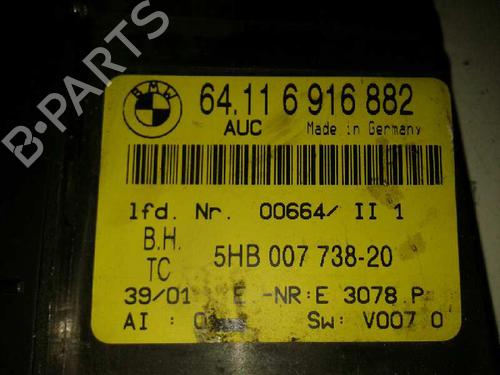 BMW 64.11 6 916 882
AUC Made in Germany
lfd. Nr. 00664/ II 1
B.H.
TC 5HB 007 738-20
39/01 E -NR:E 3078 P
AI : 0 Sw: V007 0
B-PARTS